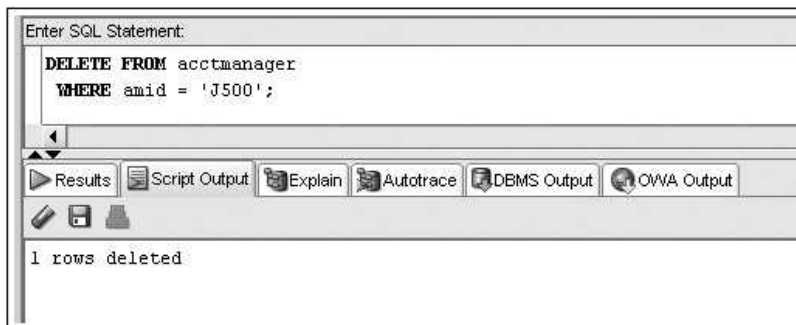 Enter SQL Statement:
DELETE FROM acctmanager
WHERE amid = 'J500';
Results Script Output Explain Autotrace DBMS Output OWA Output
1 rows deleted